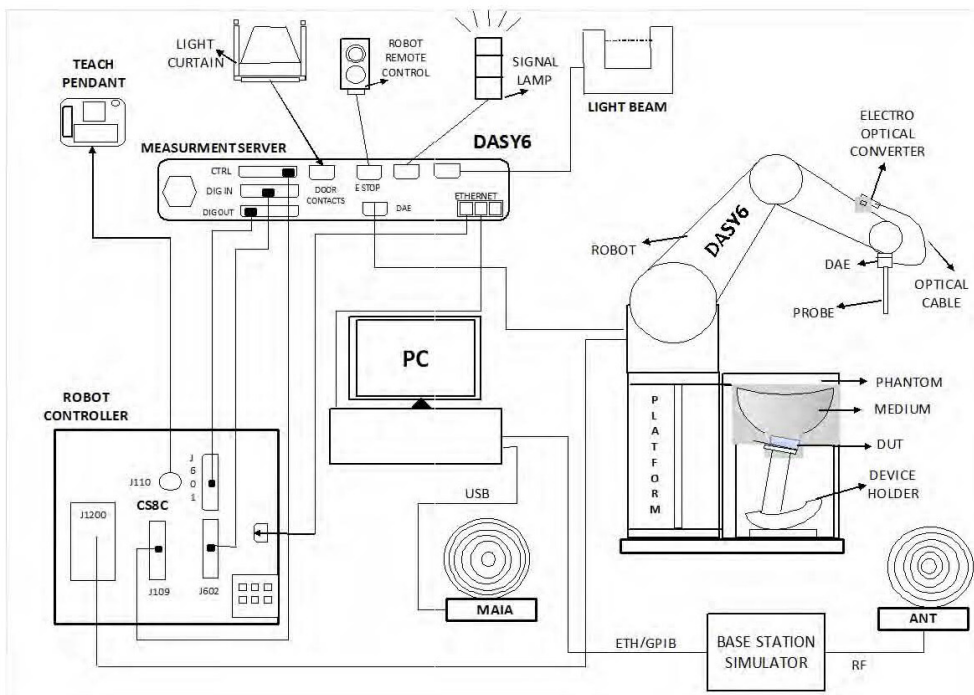 LIGHT
CURTAIN
ROBOT
REMOTE
CONTROL
SIGNAL
LAMP
LIGHT BEAM
TEACH
PENDANT
ELECTRO
OPTICAL
CONVERTER
MEASURMENT SERVER
DASY6
CTRL
DIG IN
DIG OUT
DOOR
CONTACTS
E STOP
DAE
ETHERNET
ROBOT
DASY6
DAE
OPTICAL
CABLE
PROBE
PC
PHANTOM
MEDIUM
DUT
DEVICE
HOLDER
PLATFORM
ROBOT
CONTROLLER
J110
J601
CS8C
J1200
J109
J602
USB
MAIA
ANT
ETH/GPIB
BASE STATION
SIMULATOR
RF